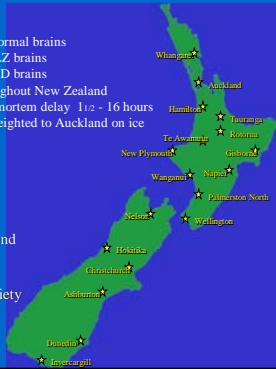 ormal brains
Z brains
D brains
ghout New Zealand
mortem delay 11/2 - 16 hours
eighted to Auckland on ice
nd
iety
Whangarei
Auckland
Hamilton
Tauranga
Rotorua
Te Awamutu
New Plymouth
Gisborne
Napier
Wanganui
Palmerston North
Nelson
Wellington
Hokitika
Christchurch
Ashburton
Dunedin
Invercargill